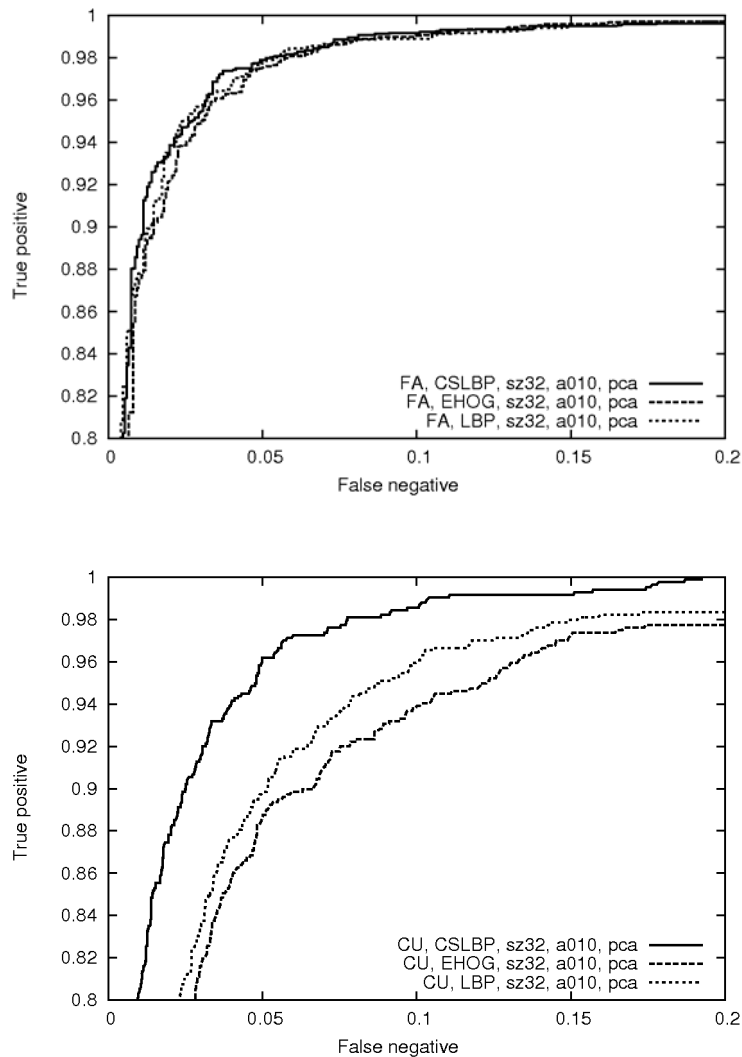 1
0.98
0.96
0.94
0.92
0.9
0.88
0.86
0.84
0.82
0.8
True positive
FA, CSLBP, sz32, a010, pca
FA, EHOG, sz32, a010, pca
FA, LBP, sz32, a010, pca
0 0.05 0.1 0.15 0.2
False negative
1
0.98
0.96
0.94
0.92
0.9
0.88
0.86
0.84
0.82
0.8
True positive
CU, CSLBP, sz32, a010, pca
CU, EHOG, sz32, a010, pca
CU, LBP, sz32, a010, pca
0 0.05 0.1 0.15 0.2
False negative